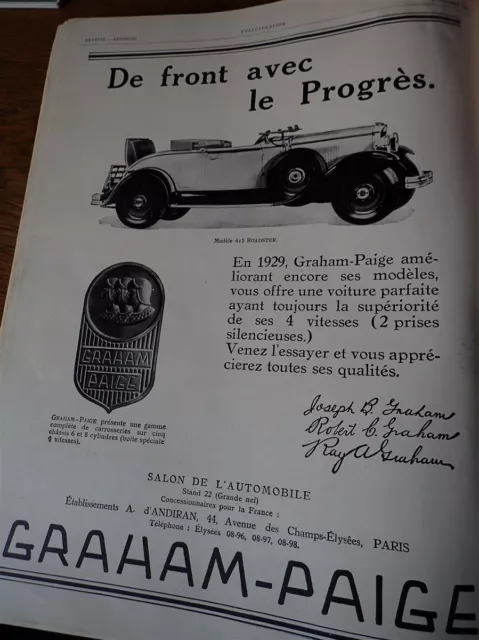 L'ILLUSTRATION
De front avec
le Progrès.
Modèle 615 ROADSTER.
En 1929, Graham-Paige amé-
liorant encore ses modèles,
vous offre une voiture parfaite
ayant toujours la supériorité
de ses 4 vitesses (2 prises
silencieuses.)
Venez l'essayer et vous appré-
cierez toutes ses qualités.
GRAHAM
PAIGE
GRAHAM-PAIGE présente une gamme
complète de carrosseries sur cinq
châssis 6 et 8 cylindres (boîte spéciale
4 vitesses).
Joseph B. Graham
Robert C. Graham
Ray A Graham
SALON DE L'AUTOMOBILE
Stand 22 (Grande nef)
Concessionnaires pour la France :
Établissements A. d'ANDIRAN, 44, Avenue des Champs-Élysées, PARIS
Téléphone : Élysées 08-96, 08-97, 08-98.
GRAHAM-PAIGE